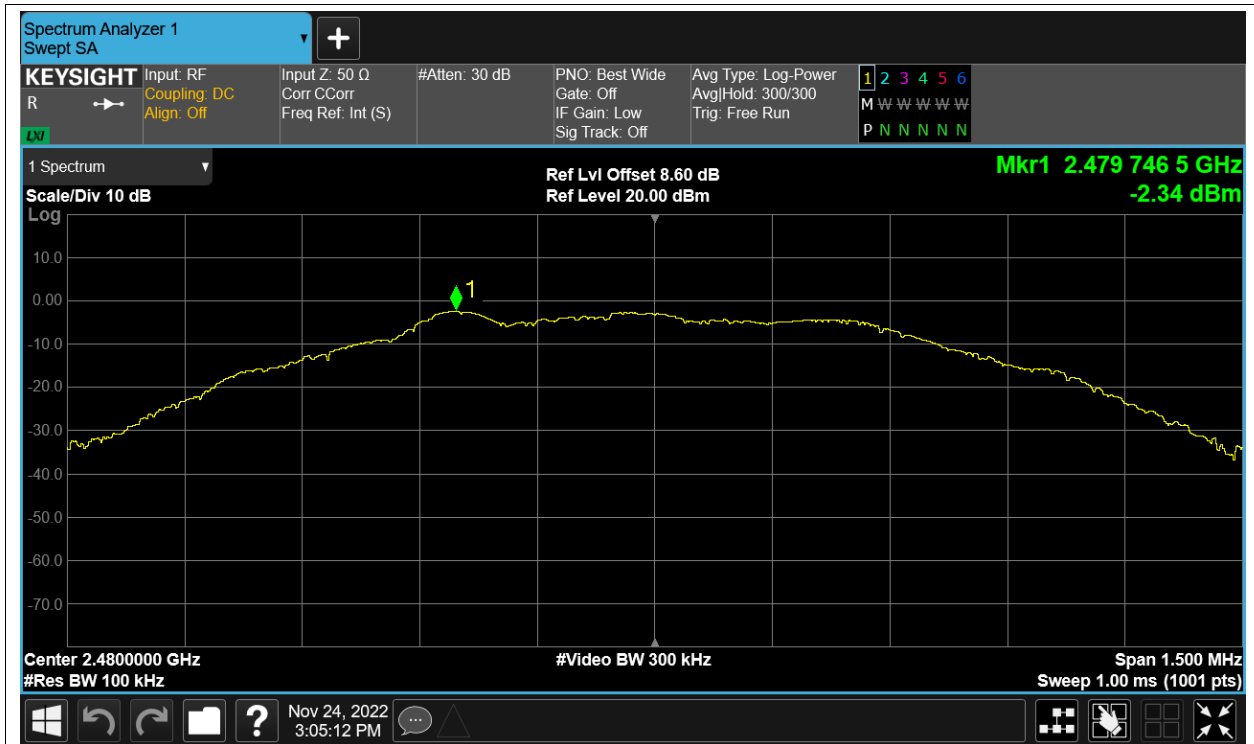 Spectrum Analyzer 1
Swept SA
+
KEYSIGHT
R
LXI
Input: RF
Coupling: DC
Align: Off
Input Z: 50 Ω
Corr CCorr
Freq Ref: Int (S)
#Atten: 30 dB
PNO: Best Wide
Gate: Off
IF Gain: Low
Sig Track: Off
Avg Type: Log-Power
Avg|Hold: 300/300
Trig: Free Run
1 2 3 4 5 6
M W W W W W
P N N N N N
1 Spectrum
Scale/Div 10 dB
Log
Ref Lvl Offset 8.60 dB
Ref Level 20.00 dBm
Mkr1 2.479 746 5 GHz
-2.34 dBm
1
10.0
0.00
-10.0
-20.0
-30.0
-40.0
-50.0
-60.0
-70.0
Center 2.4800000 GHz
#Video BW 300 kHz
Span 1.500 MHz
#Res BW 100 kHz
Sweep 1.00 ms (1001 pts)
?
Nov 24, 2022
3:05:12 PM